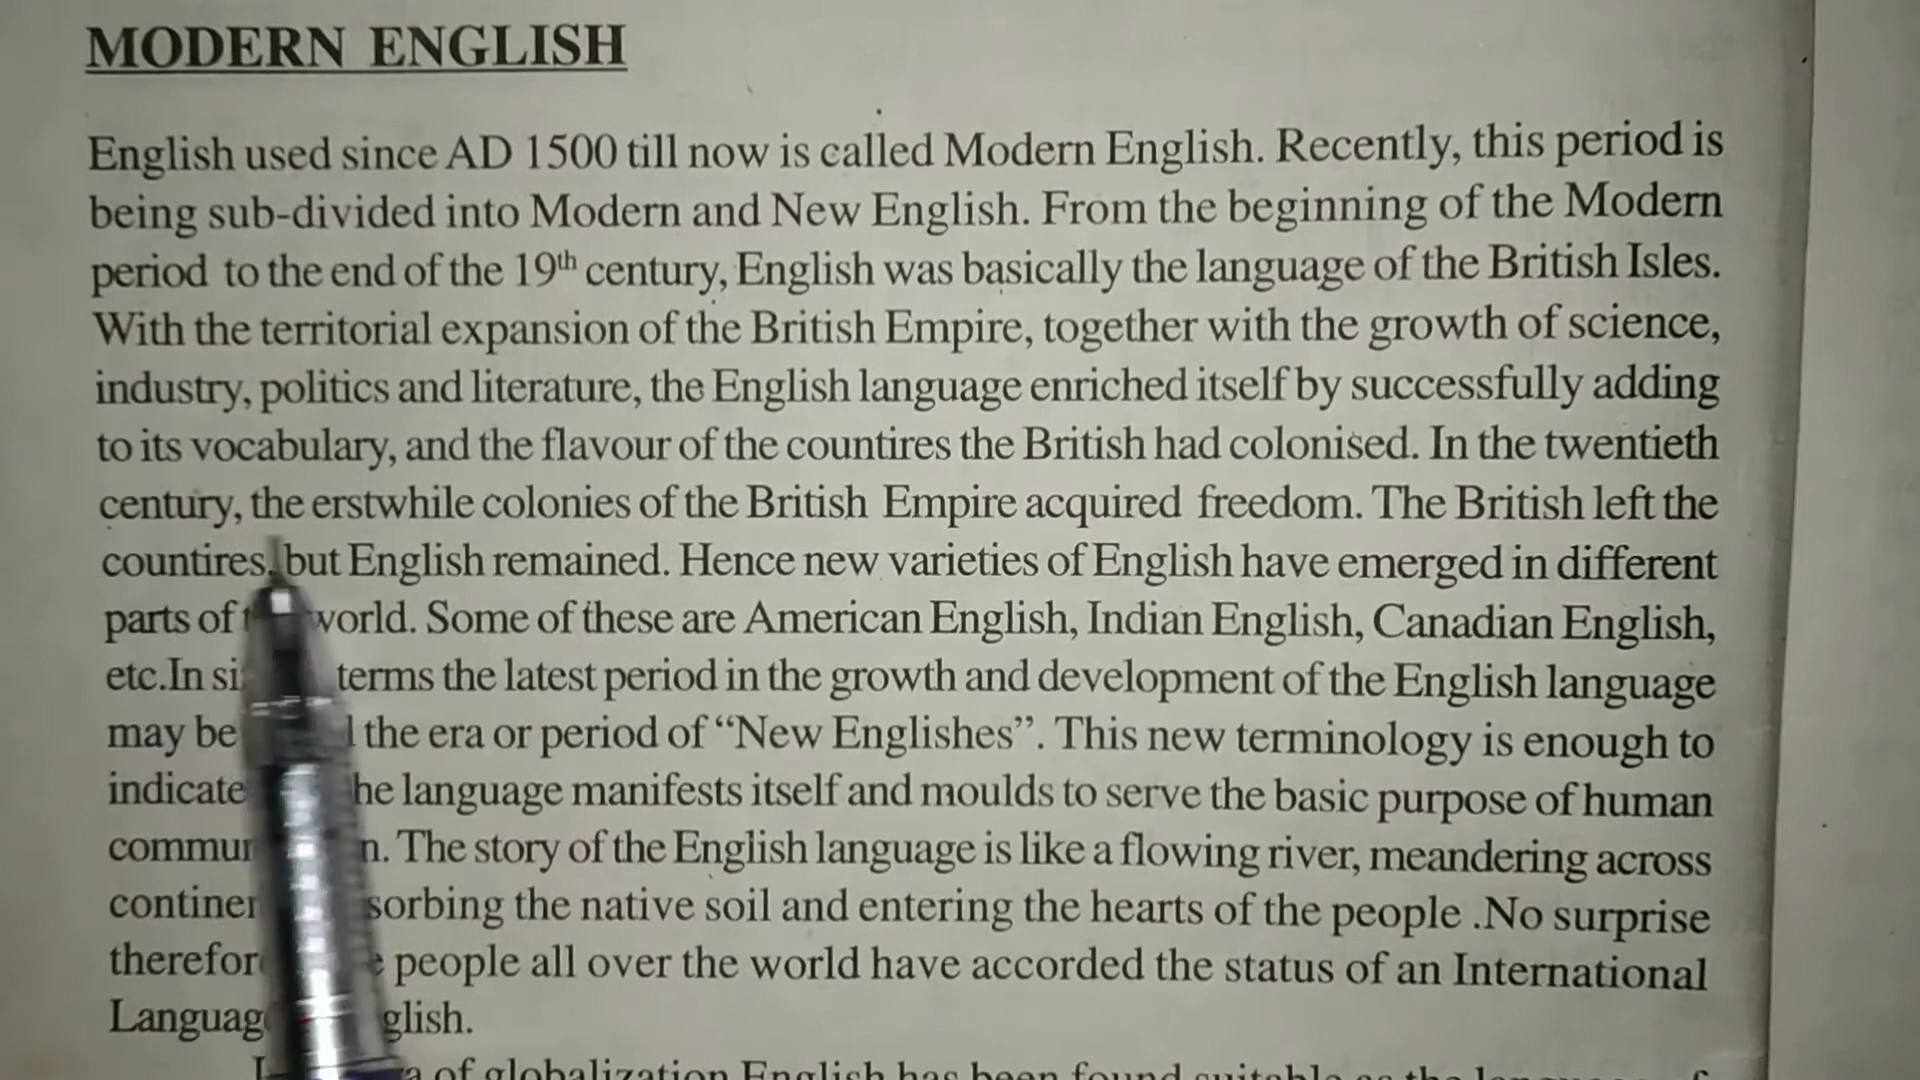 MODERN ENGLISH
English used since AD 1500 till now is called Modern English. Recently, this period is
being sub-divided into Modern and New English. From the beginning of the Modern
period to the end of the 19th century, English was basically the language of the British Isles.
With the territorial expansion of the British Empire, together with the growth of science,
industry, politics and literature, the English language enriched itself by successfully adding
to its vocabulary, and the flavour of the countires the British had colonised. In the twentieth
century, the erstwhile colonies of the British Empire acquired freedom. The British left the
countires, but English remained. Hence new varieties of English have emerged in different
parts of world. Some of these are American English, Indian English, Canadian English,
etc.In terms the latest period in the growth and development of the English language
may be the era or period of “New Englishes”. This new terminology is enough to
indicate language manifests itself and moulds to serve the basic purpose of human
The story of the English language is like a flowing river, meandering across
the native soil and entering the hearts of the people .No surprise
people all over the world have accorded the status of an International
of globalization English has been found suitable as the